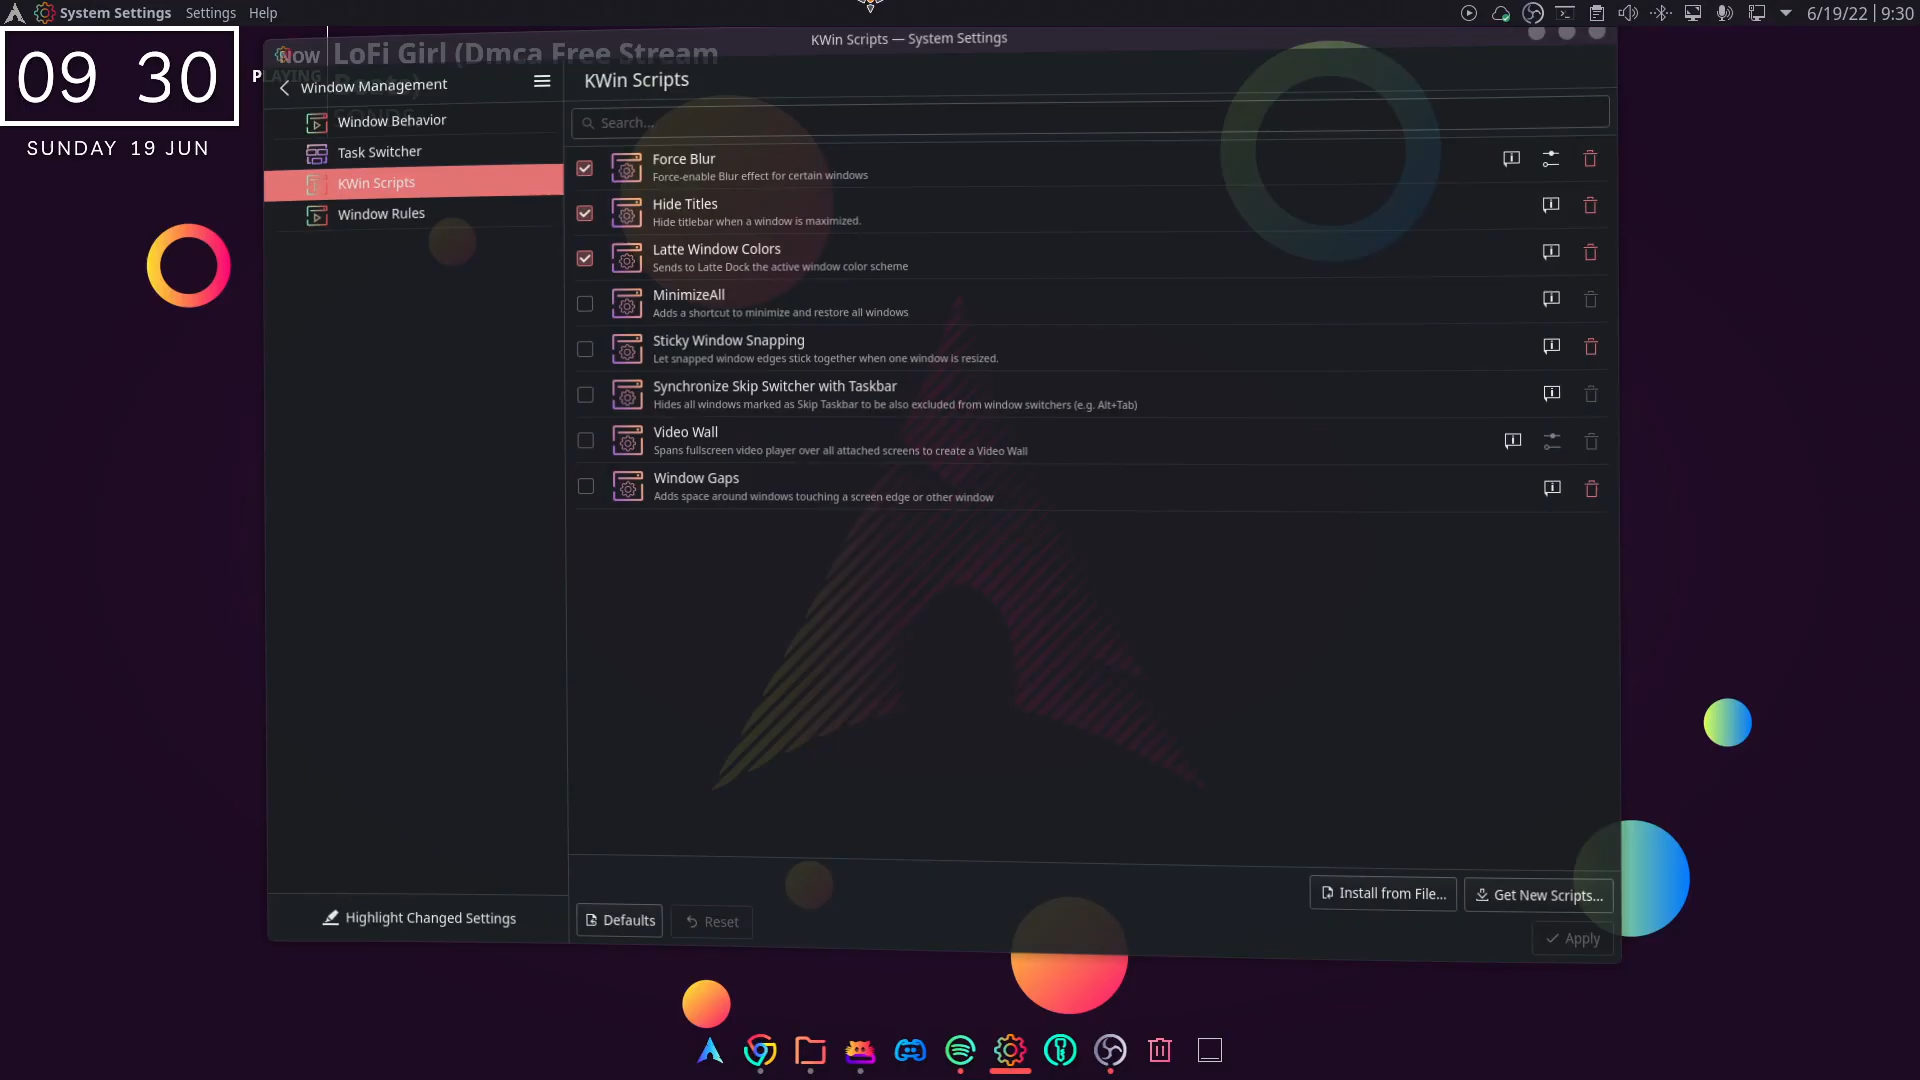 System Settings Settings Help
6/19/22 | 9:30
09 30
SUNDAY 19 JUN
NOW
PLAYING
LoFi Girl (Dmca Free Stream
Beats)
KWin Scripts — System Settings
Window Management
Window Behavior
Task Switcher
KWin Scripts
Window Rules
Highlight Changed Settings
KWin Scripts
Search...
Force Blur
Force-enable Blur effect for certain windows
Hide Titles
Hide titlebar when a window is maximized.
Latte Window Colors
Sends to Latte Dock the active window color scheme
MinimizeAll
Adds a shortcut to minimize and restore all windows
Sticky Window Snapping
Let snapped window edges stick together when one window is resized.
Synchronize Skip Switcher with Taskbar
Hides all windows marked as Skip Taskbar to be also excluded from window switchers (e.g. Alt+Tab)
Video Wall
Spans fullscreen video player over all attached screens to create a Video Wall
Window Gaps
Adds space around windows touching a screen edge or other window
Install from File...
Get New Scripts...
Defaults
Reset
Apply